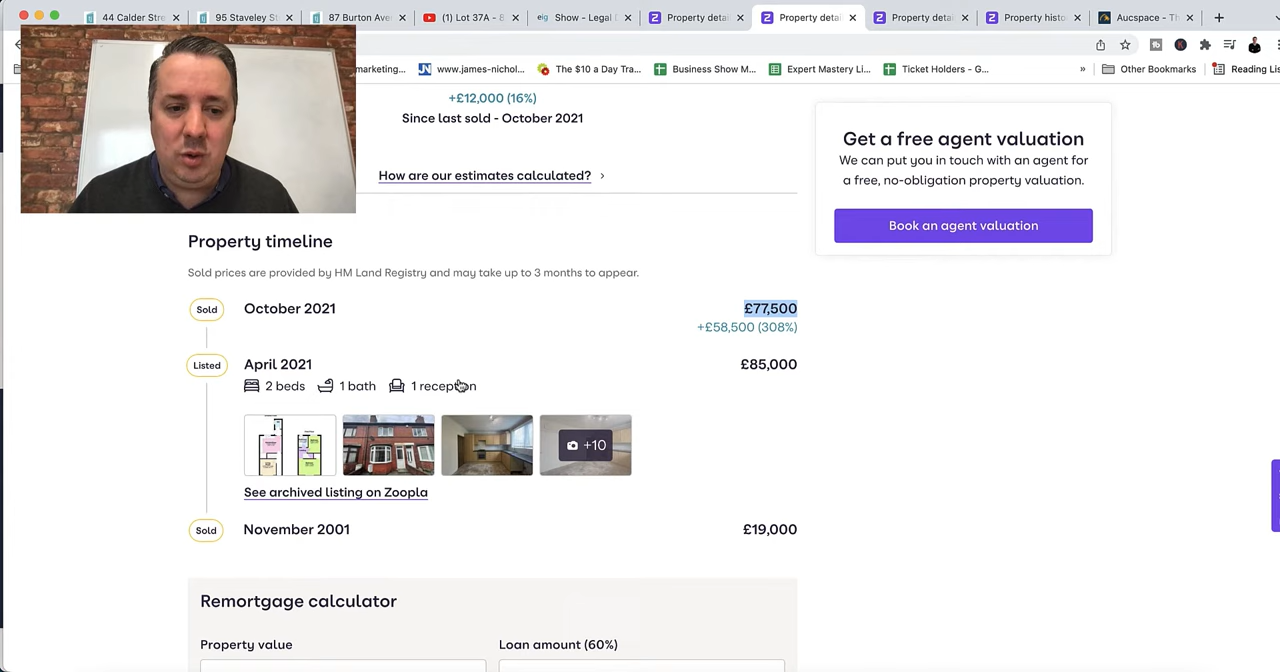 44 Calder Stre
95 Staveley St
87 Burton Ave
(1) Lot 37A - 8
eig Show - Legal D
Property detai
Property detai
Property detai
Property histo
Aucspace - Th
marketing...
JN www.james-nichol...
The $10 a Day Tra...
Business Show M...
Expert Mastery Li...
Ticket Holders - G...
»
Other Bookmarks
Reading Lis
+£12,000 (16%)
Since last sold - October 2021
How are our estimates calculated?
Get a free agent valuation
We can put you in touch with an agent for
a free, no-obligation property valuation.
Book an agent valuation
Property timeline
Sold prices are provided by HM Land Registry and may take up to 3 months to appear.
Sold October 2021 £77,500
+£58,500 (308%)
Listed April 2021 £85,000
2 beds 1 bath 1 reception
+10
See archived listing on Zoopla
Sold November 2001 £19,000
Remortgage calculator
Property value Loan amount (60%)